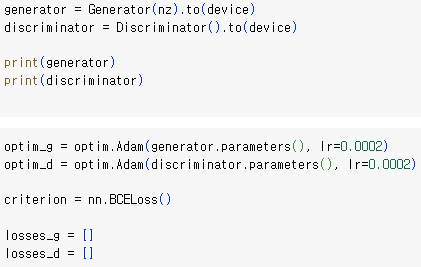 generator = Generator(nz).to(device)
discriminator = Discriminator().to(device)
print(generator)
print(discriminator)
optim_g = optim.Adam(generator.parameters(), lr=0.0002)
optim_d = optim.Adam(discriminator.parameters(), lr=0.0002)
criterion = nn.BCELoss()
losses_g = []
losses_d = []